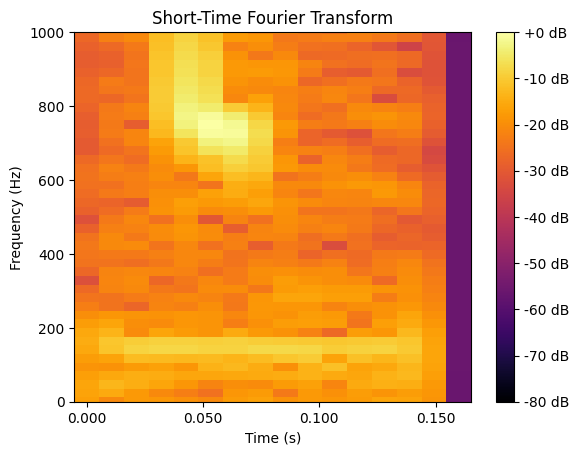 Short-Time Fourier Transform
1000
800
600
400
200
0
Frequency (Hz)
0.000
0.050
0.100
0.150
Time (s)
+0 dB
-10 dB
-20 dB
-30 dB
-40 dB
-50 dB
-60 dB
-70 dB
-80 dB